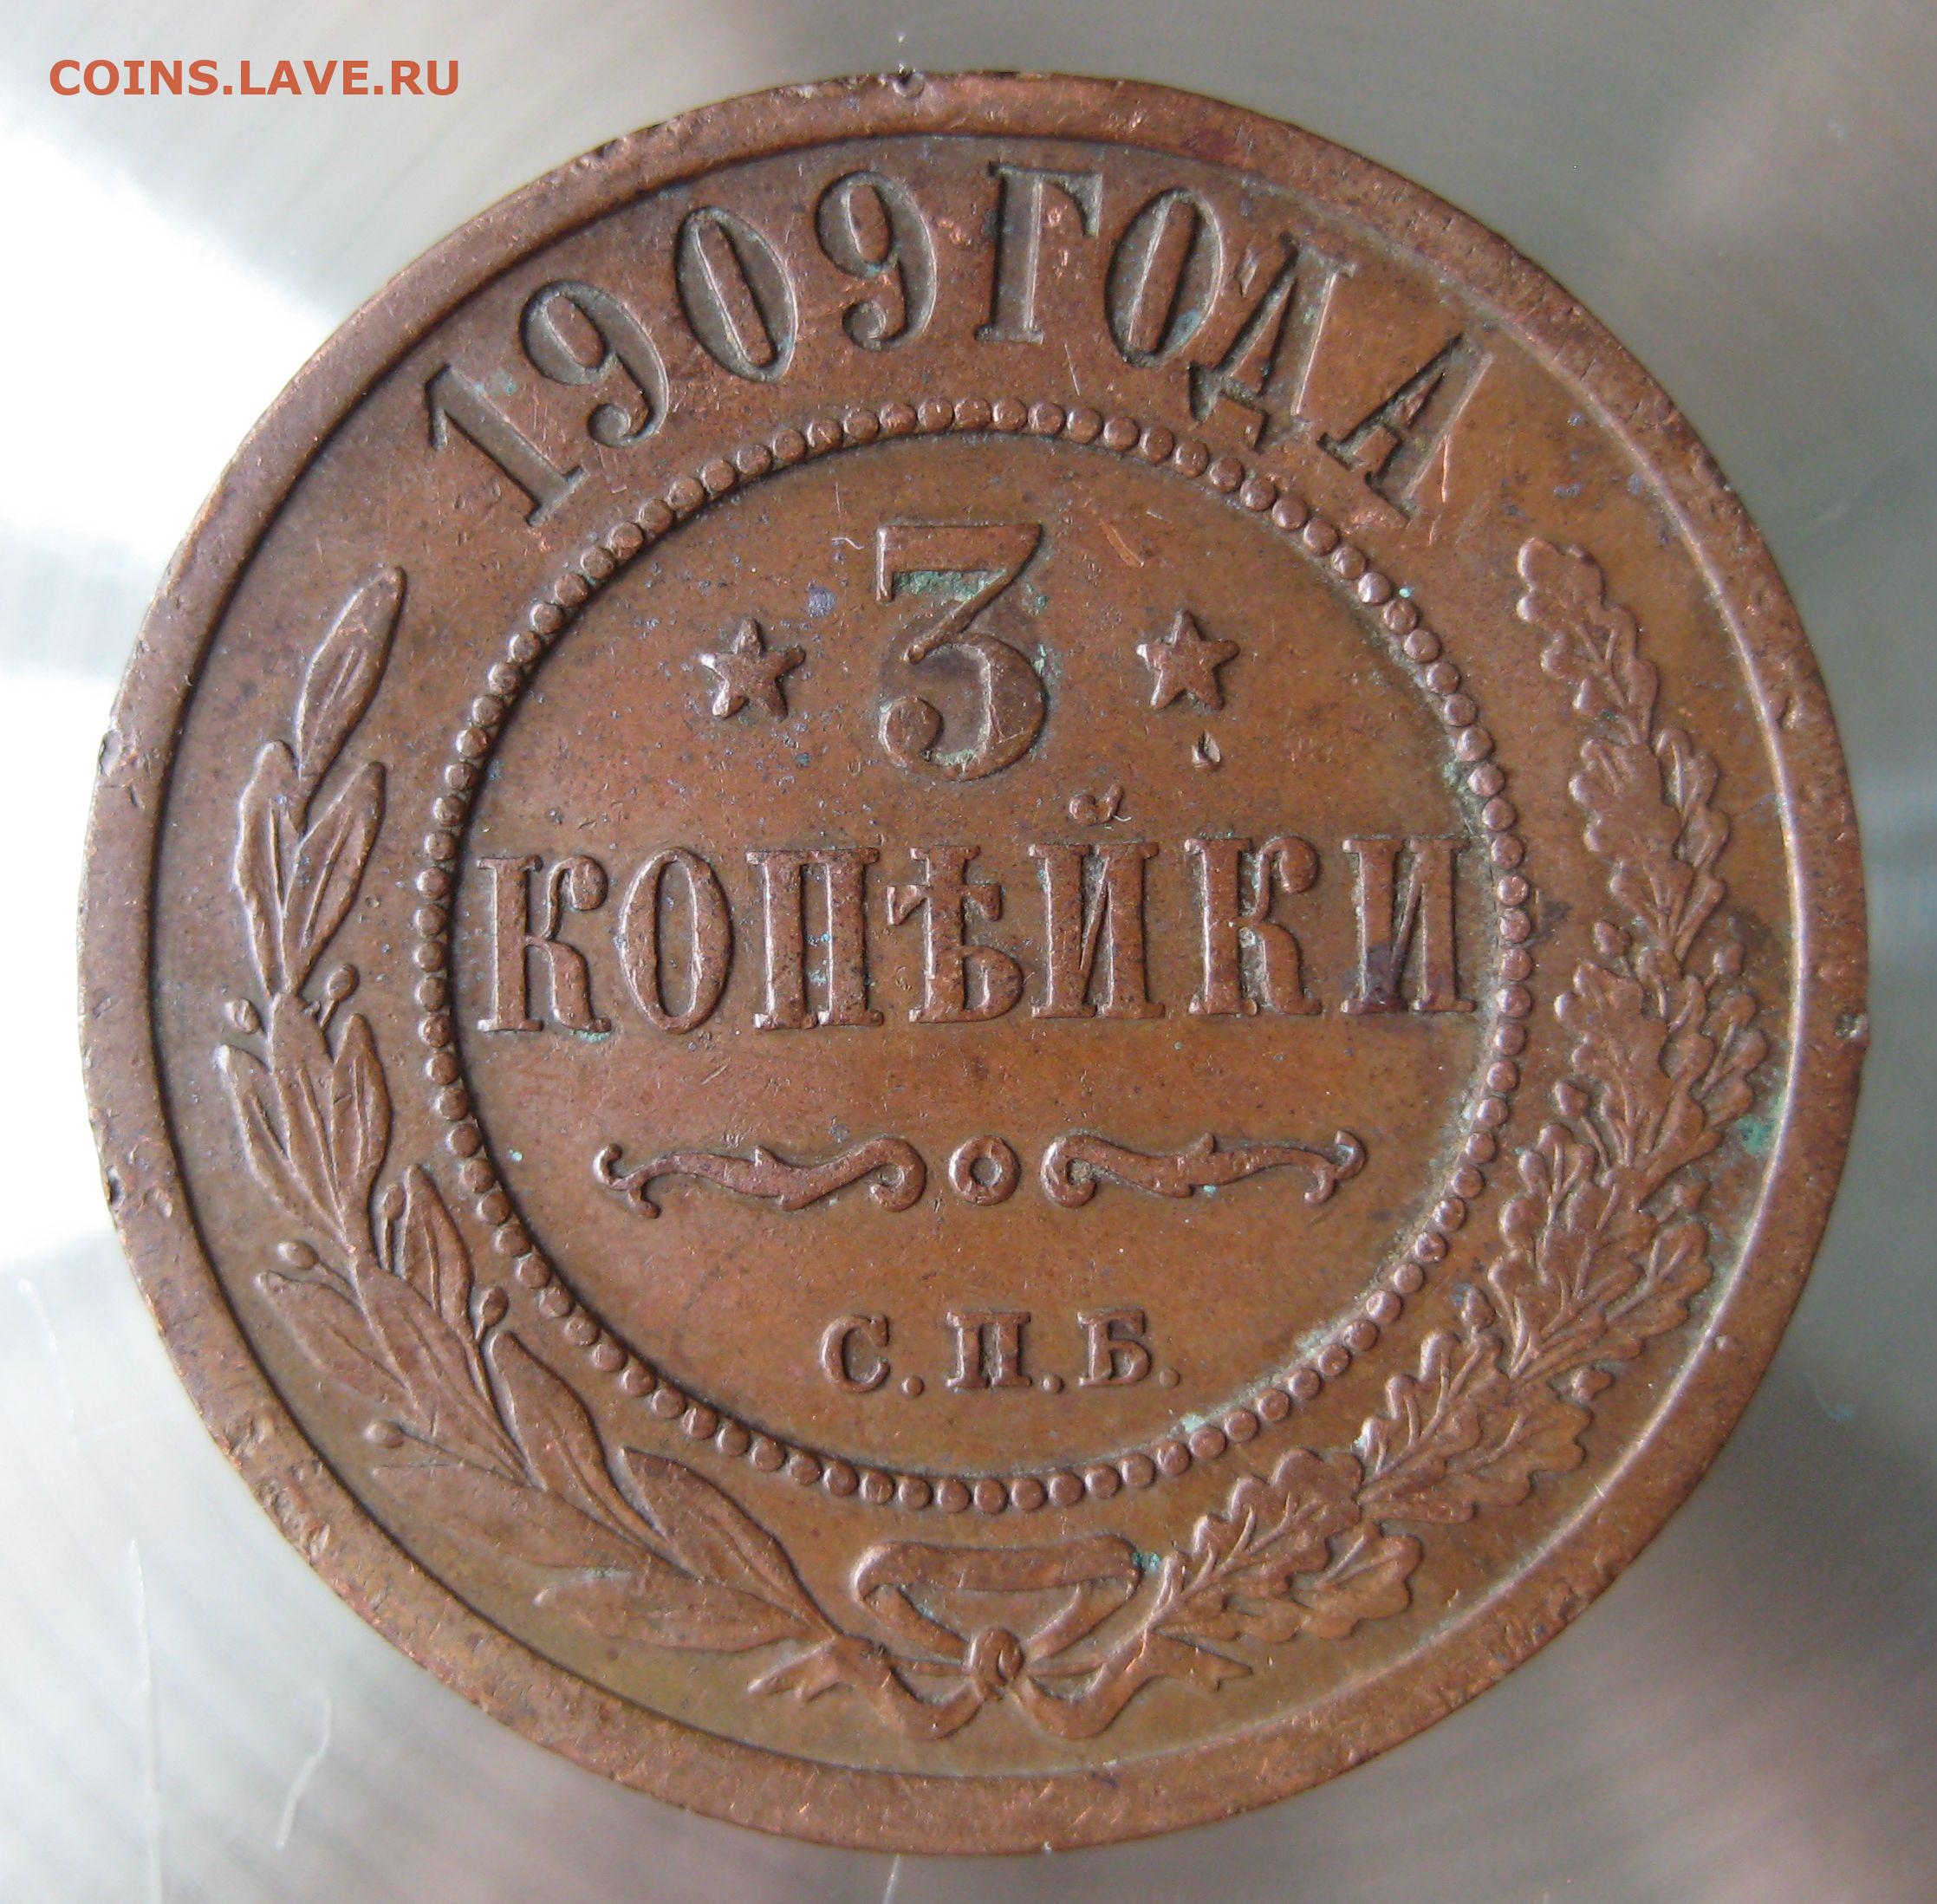 COINS.LAVE.RU
1909 ГОДА
3
КОПѢЙКИ
С.П.Б.